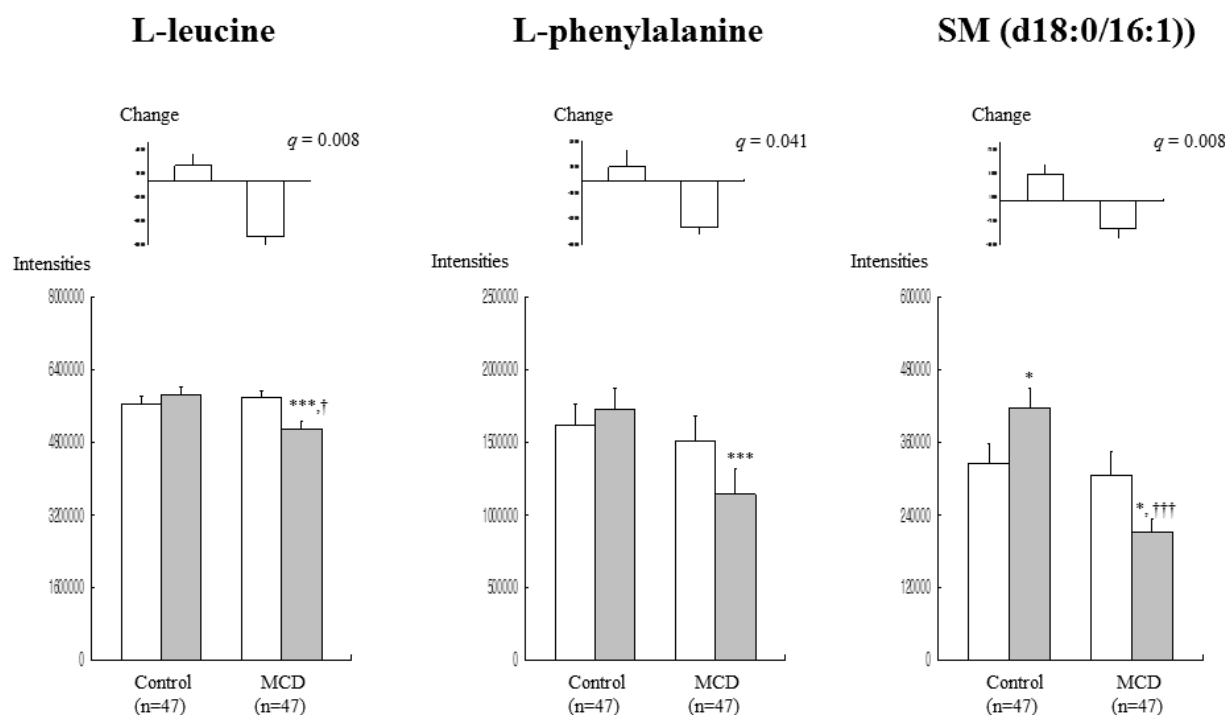 L-leucine
L-phenylalanine
SM (d18:0/16:1))
Change
q = 0.008
Change
q = 0.041
Change
q = 0.008
Intensities
8000000
6400000
4800000
3200000
1600000
0
***,†
Control
(n=47)
MCD
(n=47)
Intensities
2500000
2000000
1500000
1000000
500000
0
***
Control
(n=47)
MCD
(n=47)
Intensities
600000
480000
360000
240000
120000
0
*
*, †††
Control
(n=47)
MCD
(n=47)